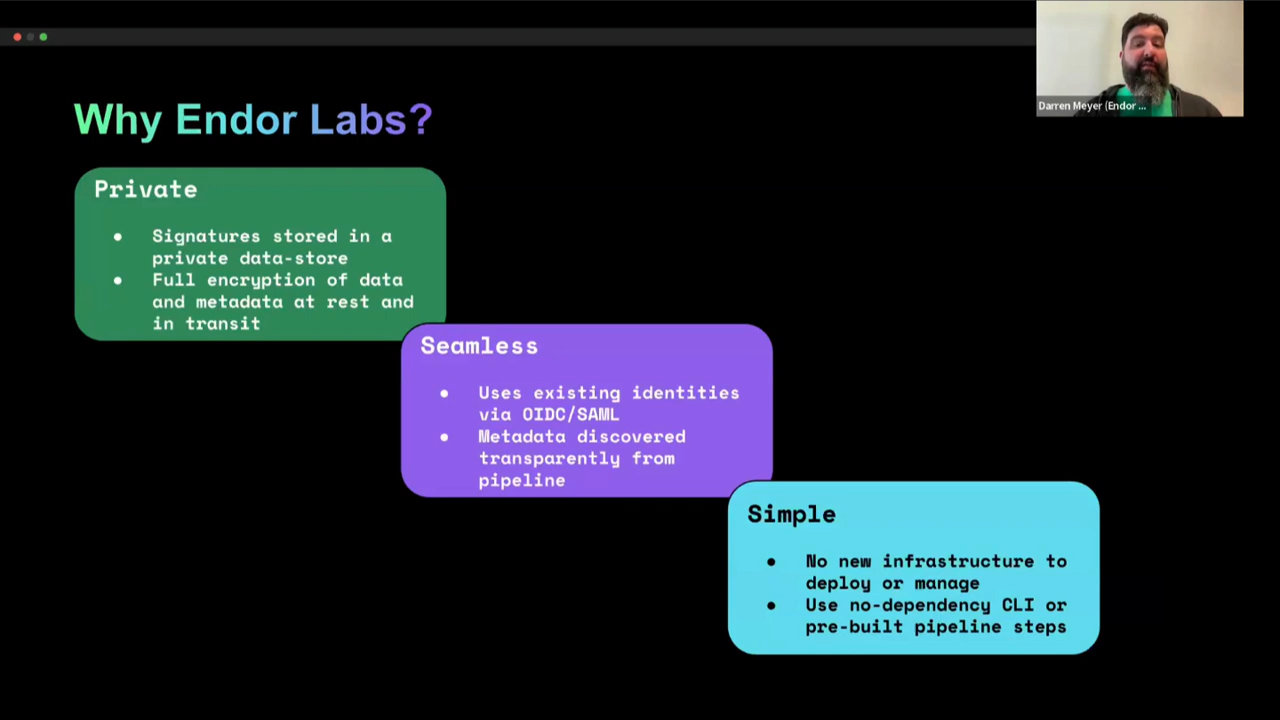 Why Endor Labs?
Darren Meyer (Endor ...
Private
● Signatures stored in a
private data-store
● Full encryption of data
and metadata at rest and
in transit
Seamless
● Uses existing identities
via OIDC/SAML
● Metadata discovered
transparently from
pipeline
Simple
● No new infrastructure to
deploy or manage
● Use no-dependency CLI or
pre-built pipeline steps